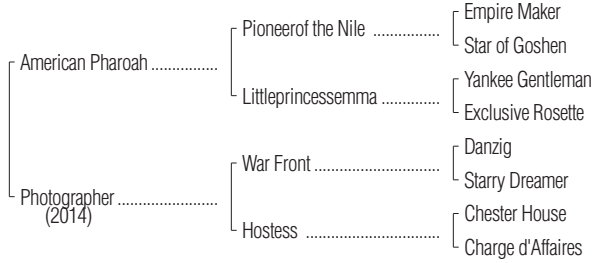 Empire Maker
Pioneerof the Nile ................
Star of Goshen
American Pharoah ................
Yankee Gentleman
Littleprincessemma ..............
Exclusive Rosette
Danzig
War Front ..............................
Starry Dreamer
Photographer ........................
(2014)
Chester House
Hostess ................................
Charge d'Affaires